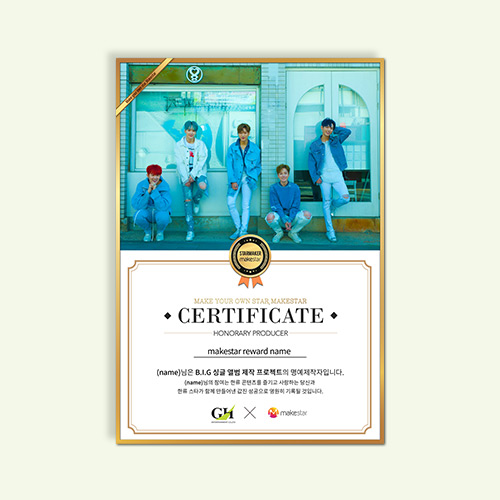 STARMAKER
makestar
MAKE YOUR OWN STAR, MAKESTAR
CERTIFICATE
HONORARY PRODUCER
makestar reward name
(name)님은 B.I.G 싱글 앨범 제작 프로젝트의 명예제작자입니다.
(name)님의 참여는 한류 콘텐츠를 즐기고 사랑하는 당신과
한류 스타가 함께 만들어낸 값진 성공으로 영원히 기록될 것입니다.
GH
makestar